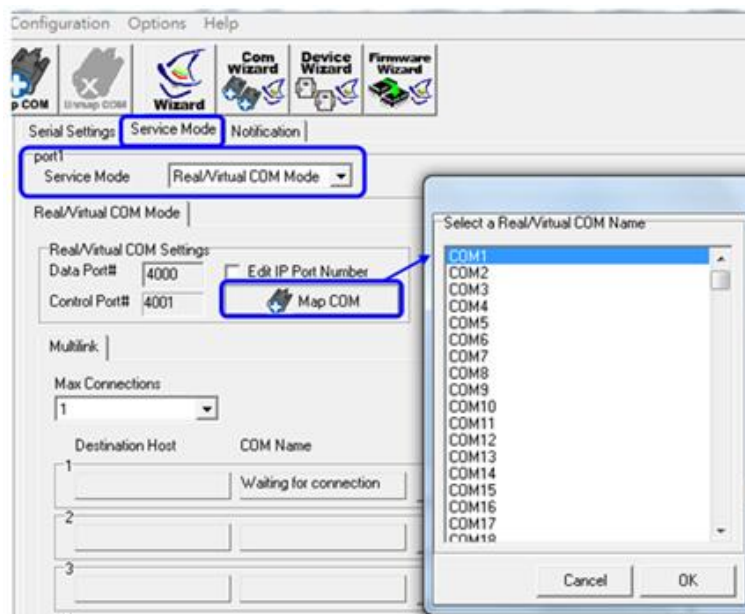 Configuration Options Help
p COM
Unmap COM
Wizard
Com Wizard
Device Wizard
Firmware Wizard
Serial Settings Service Mode Notification
port1
Service Mode Real/Virtual COM Mode
Real/Virtual COM Mode
Real/Virtual COM Settings
Data Port# 4000 Edit IP Port Number
Control Port# 4001 Map COM
Multilink
Max Connections
1
Destination Host COM Name
1
Waiting for connection
2
3
Select a Real/Virtual COM Name
COM1
COM2
COM3
COM4
COM5
COM6
COM7
COM8
COM9
COM10
COM11
COM12
COM13
COM14
COM15
COM16
COM17
COM18
Cancel OK